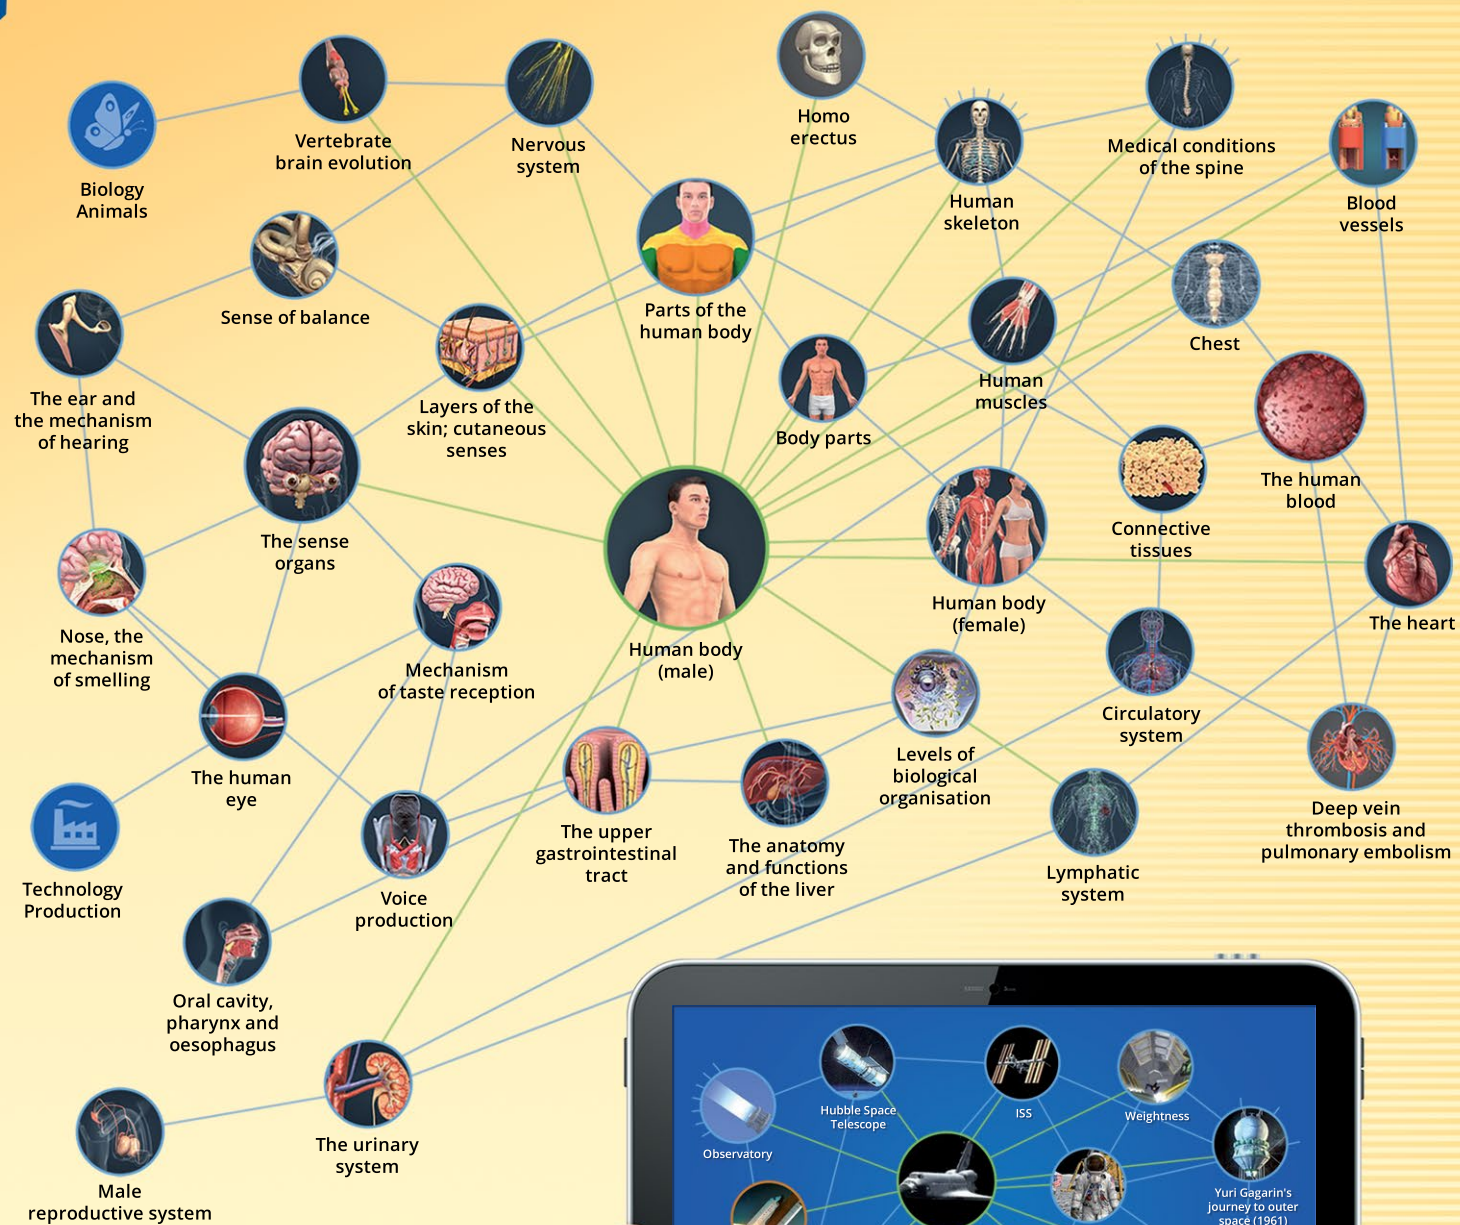 Biology
Animals
Vertebrate
brain evolution
Nervous
system
Homo
erectus
Human
skeleton
Medical conditions
of the spine
Blood
vessels
Sense of balance
Parts of the
human body
Chest
The ear and
the mechanism
of hearing
Layers of the
skin; cutaneous
senses
Body parts
Human
muscles
The human
blood
The sense
organs
Connective
tissues
Nose, the
mechanism
of smelling
Mechanism
of taste reception
Human body
(male)
Human body
(female)
The heart
Circulatory
system
The human
eye
Levels of
biological
organisation
Technology
Production
Voice
production
The upper
gastrointestinal
tract
The anatomy
and functions
of the liver
Lymphatic
system
Deep vein
thrombosis and
pulmonary embolism
Oral cavity,
pharynx and
oesophagus
The urinary
system
Male
reproductive system
Hubble Space
Telescope
ISS
Weightness
Observatory
Yuri Gagarin's
journey to outer
space (1961)